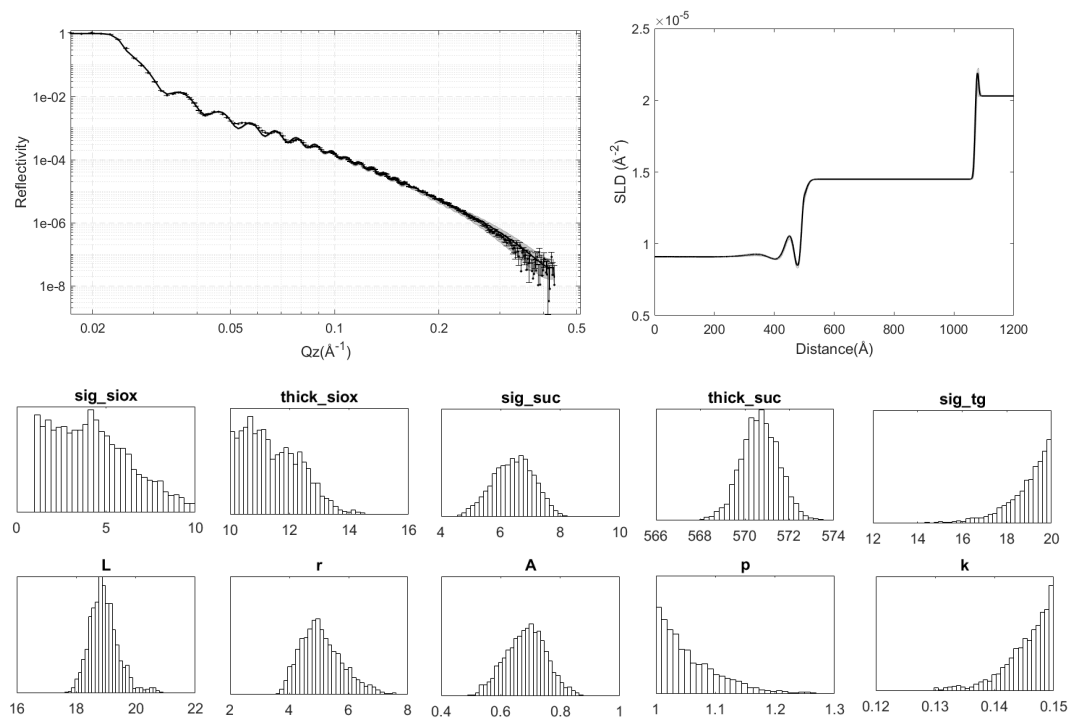 1
1e-02
1e-04
1e-06
1e-8
Reflectivity
0.02 0.05 0.1 0.2 0.5
Qz(Å-1)
2.5 ×10-5
2
1.5
1
0.5
SLD (Å-2)
0 200 400 600 800 1000 1200
Distance(Å)
sig_siox thick_siox sig_suc thick_suc sig_tg
0 5 10 10 12 14 16 4 6 8 10 566 568 570 572 574 12 14 16 18 20
L r A p k
16 18 20 22 2 4 6 8 0.4 0.6 0.8 1 1 1.1 1.2 1.3 0.12 0.13 0.14 0.15